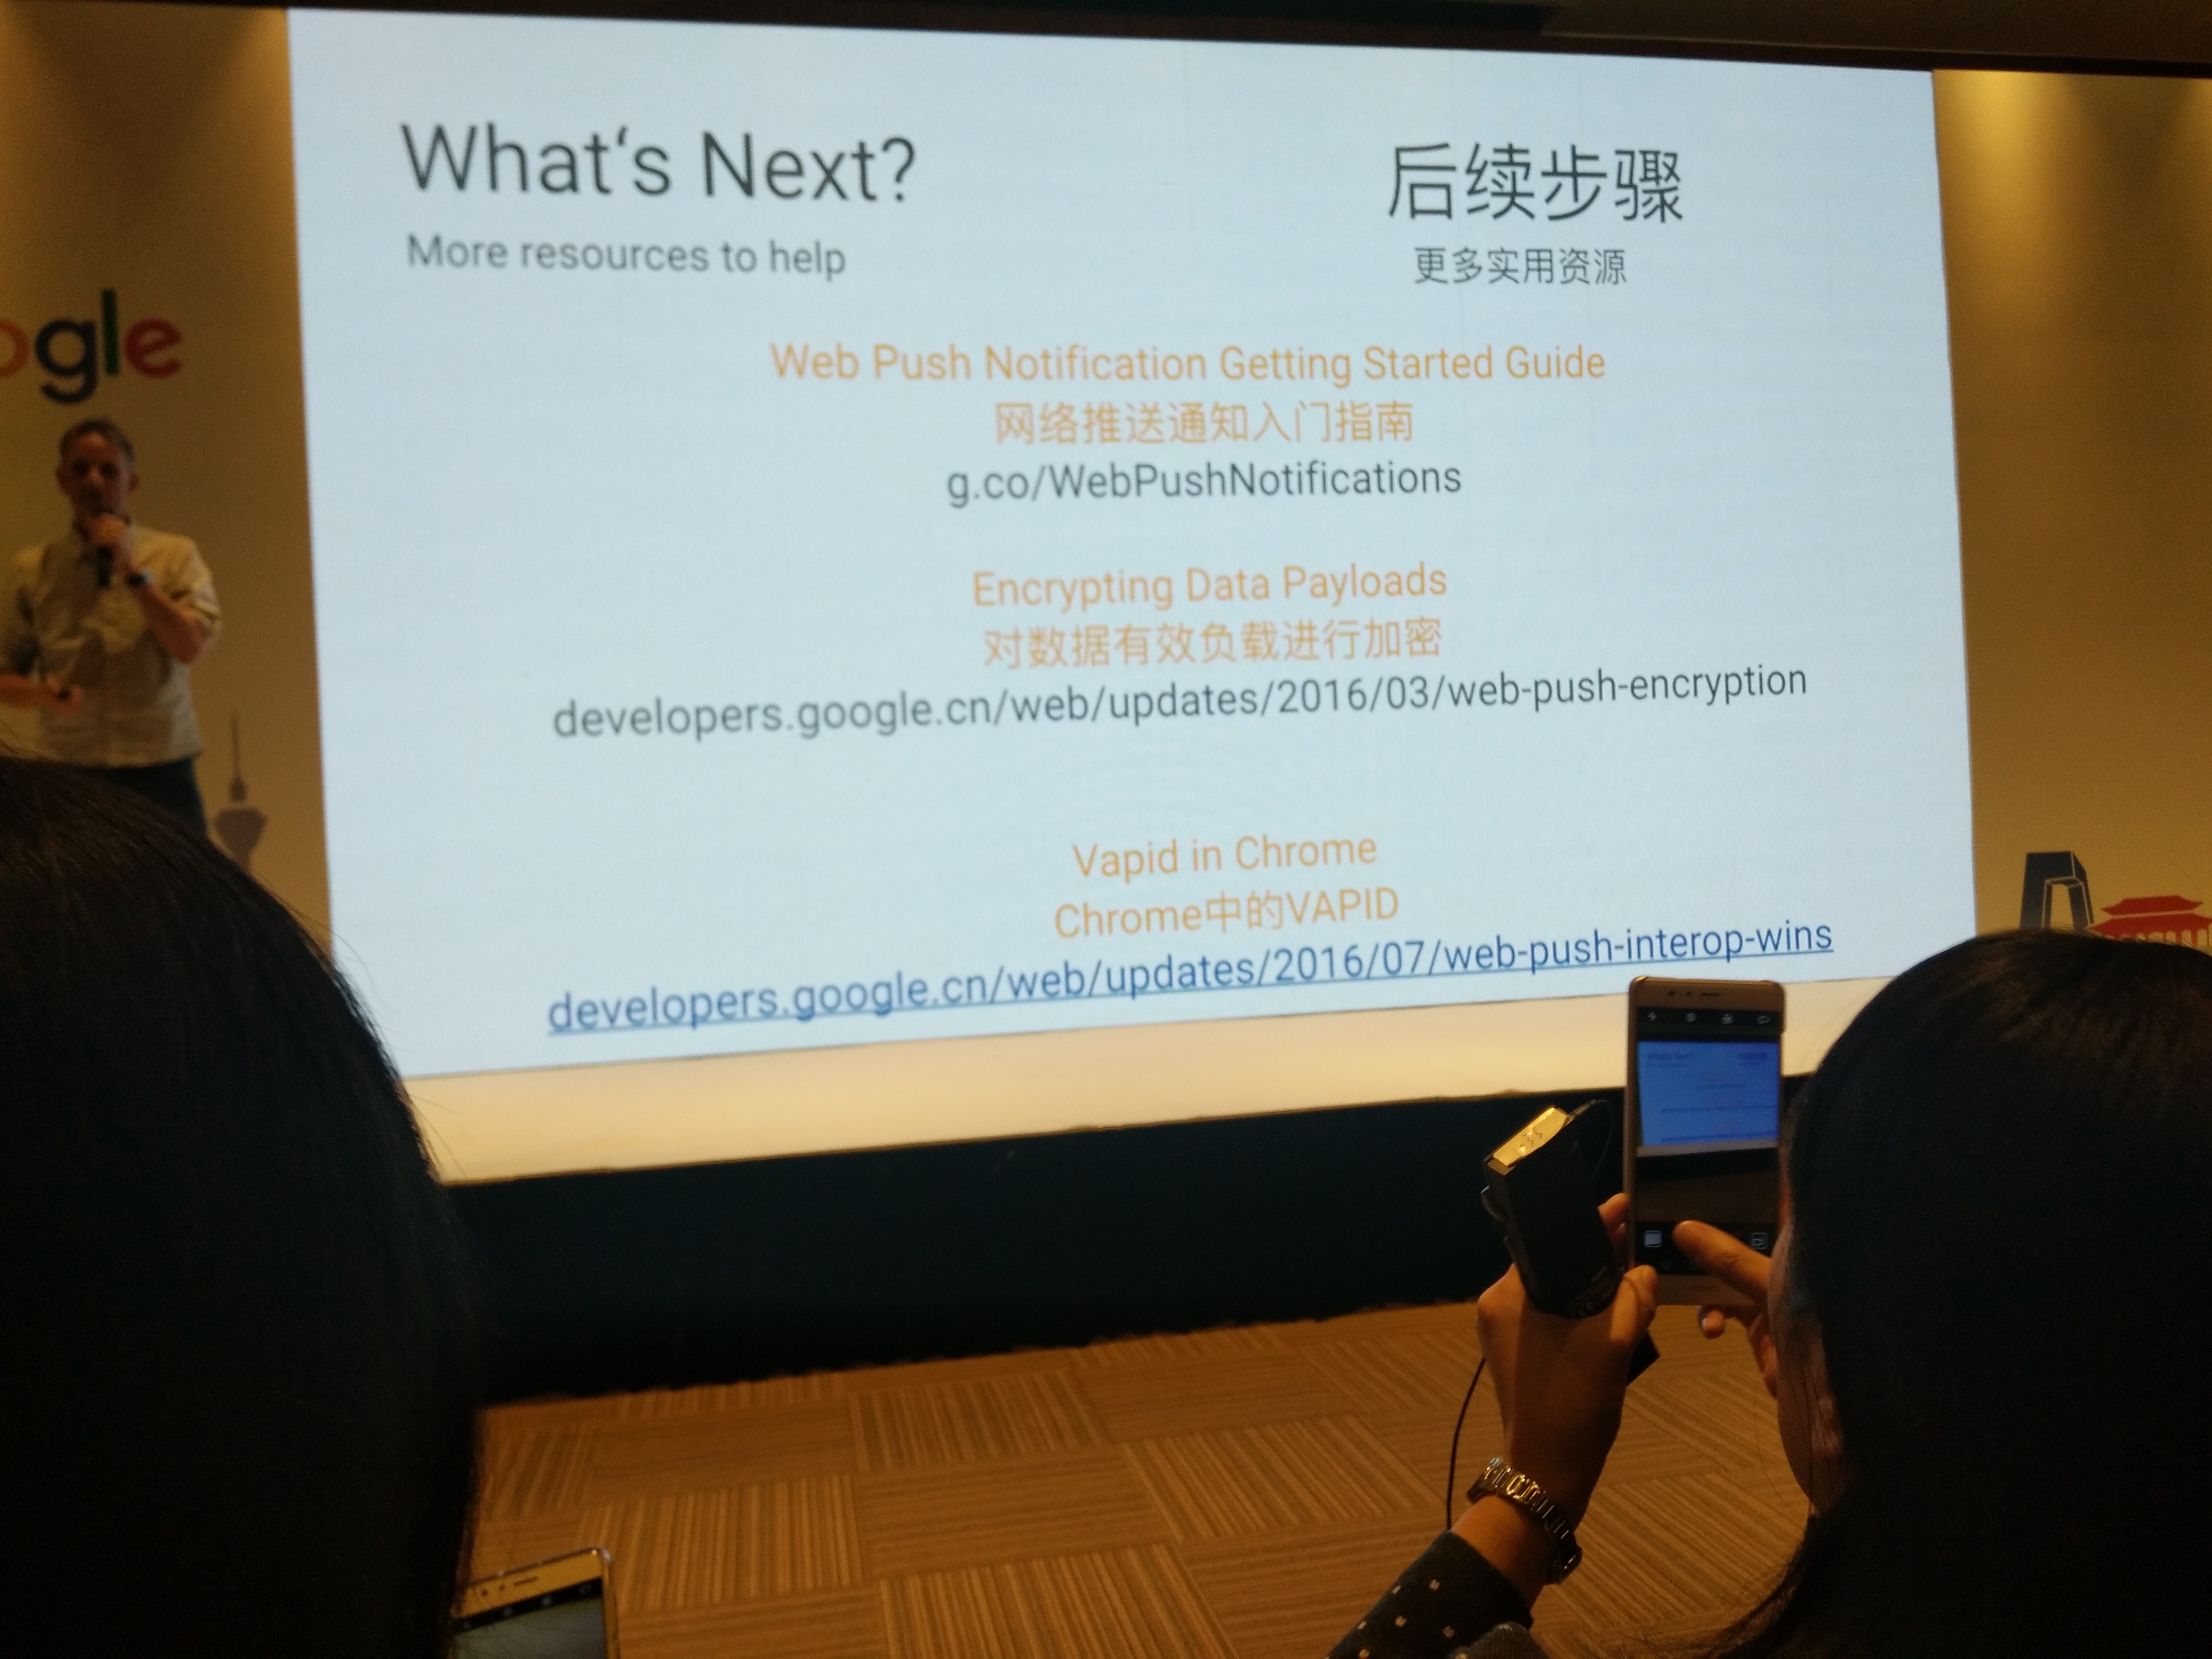 What‘s Next?
后续步骤
More resources to help
更多实用资源
ogle
Web Push Notification Getting Started Guide
网络推送通知入门指南
g.co/WebPushNotifications
Encrypting Data Payloads
对数据有效负载进行加密
developers.google.cn/web/updates/2016/03/web-push-encryption
Vapid in Chrome
Chrome中的VAPID
developers.google.cn/web/updates/2016/07/web-push-interop-wins